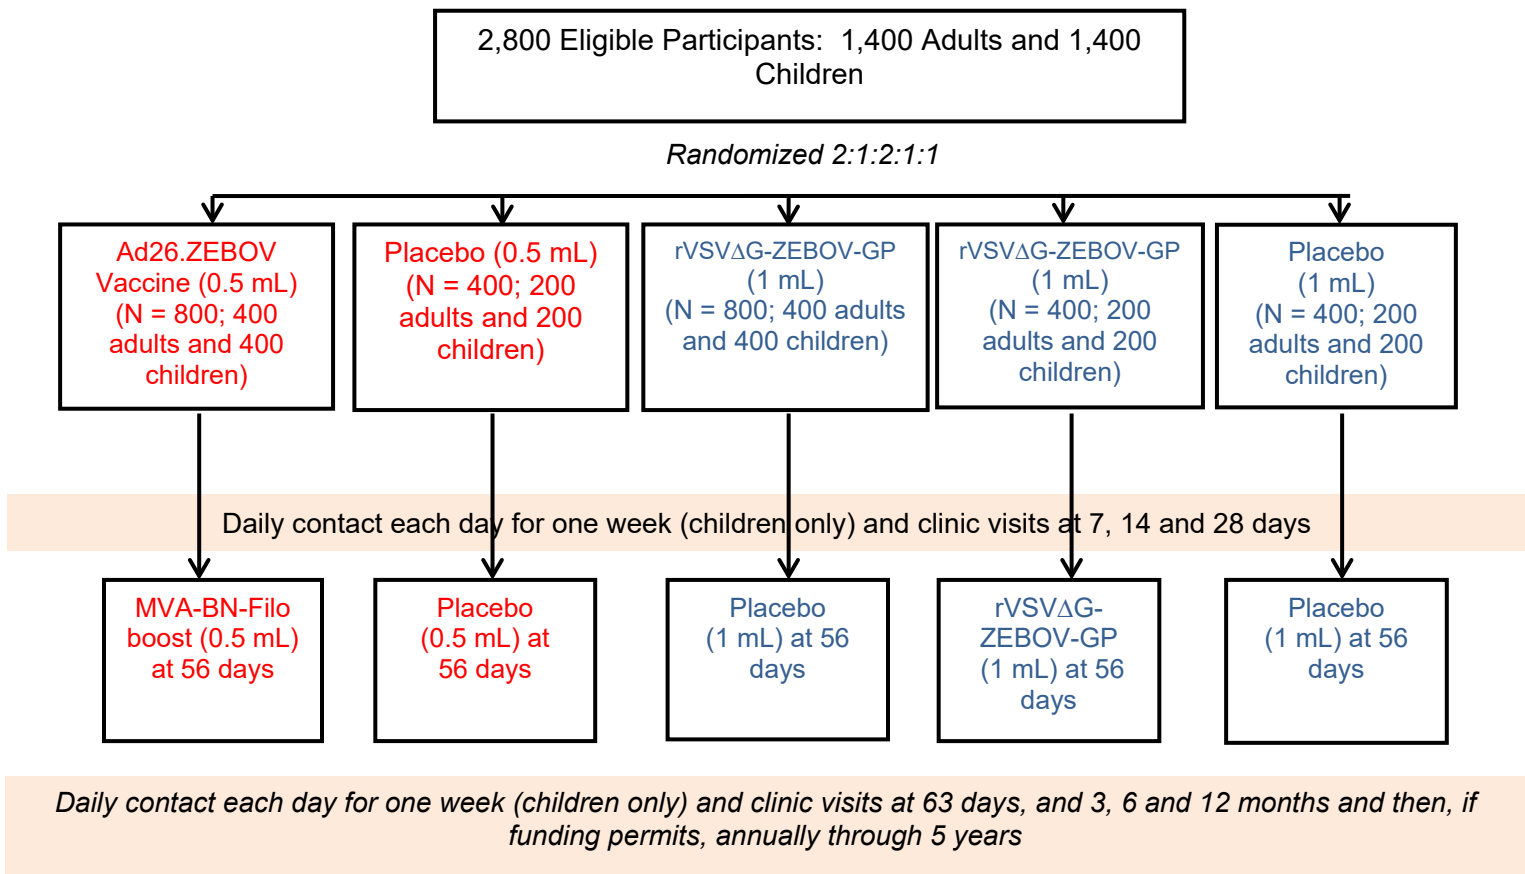 2,800 Eligible Participants: 1,400 Adults and 1,400
Children
Randomized 2:1:2:1:1
Ad26.ZEBOV
Vaccine (0.5 mL)
(N = 800; 400
adults and 400
children)
Placebo (0.5 mL)
(N = 400; 200
adults and 200
children)
rVSV∆G-ZEBOV-GP
(1 mL)
(N = 800; 400 adults
and 400 children)
rVSV∆G-ZEBOV-GP
(1 mL)
(N = 400; 200
adults and 200
children)
Placebo
(1 mL)
(N = 400; 200
adults and 200
children)
Daily contact each day for one week (children only) and clinic visits at 7, 14 and 28 days
MVA-BN-Filo
boost (0.5 mL)
at 56 days
Placebo
(0.5 mL) at
56 days
Placebo
(1 mL) at 56
days
rVSV∆G-
ZEBOV-GP
(1 mL) at 56
days
Placebo
(1 mL) at 56
days
Daily contact each day for one week (children only) and clinic visits at 63 days, and 3, 6 and 12 months and then, if
funding permits, annually through 5 years